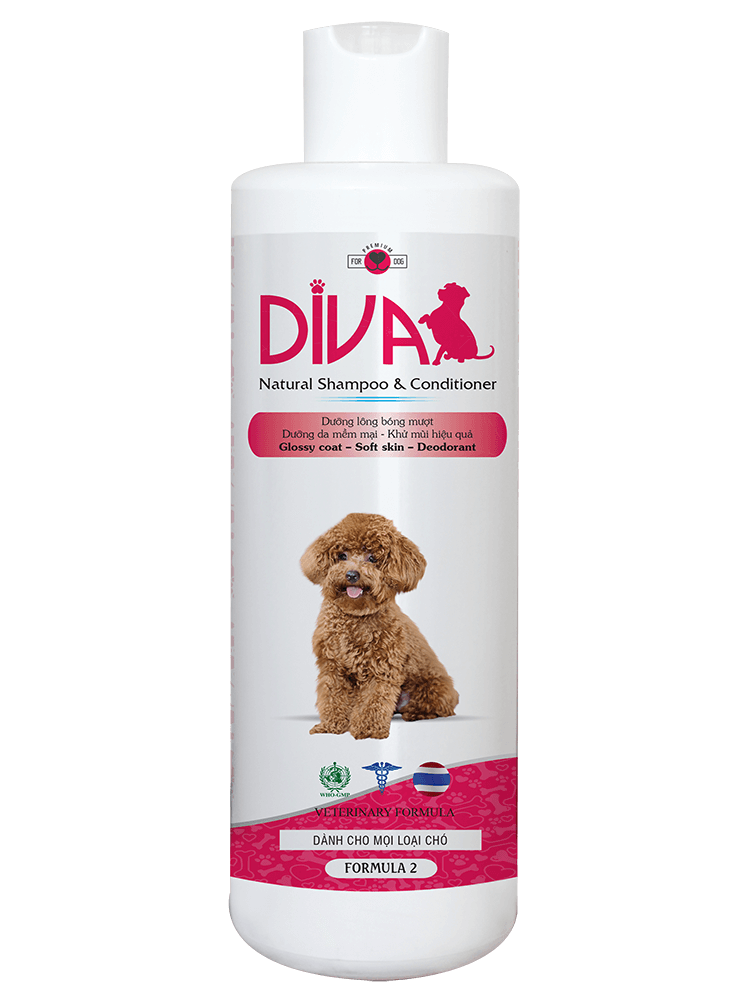 PREMIUM
FOR DOG
DIVA
Natural Shampoo & Conditioner
Dưỡng lông bóng mượt
Dưỡng da mềm mại - Khử mùi hiệu quả
Glossy coat – Soft skin – Deodorant
WHO-GMP
VETERINARY FORMULA
DÀNH CHO MỌI LOẠI CHÓ
FORMULA 2